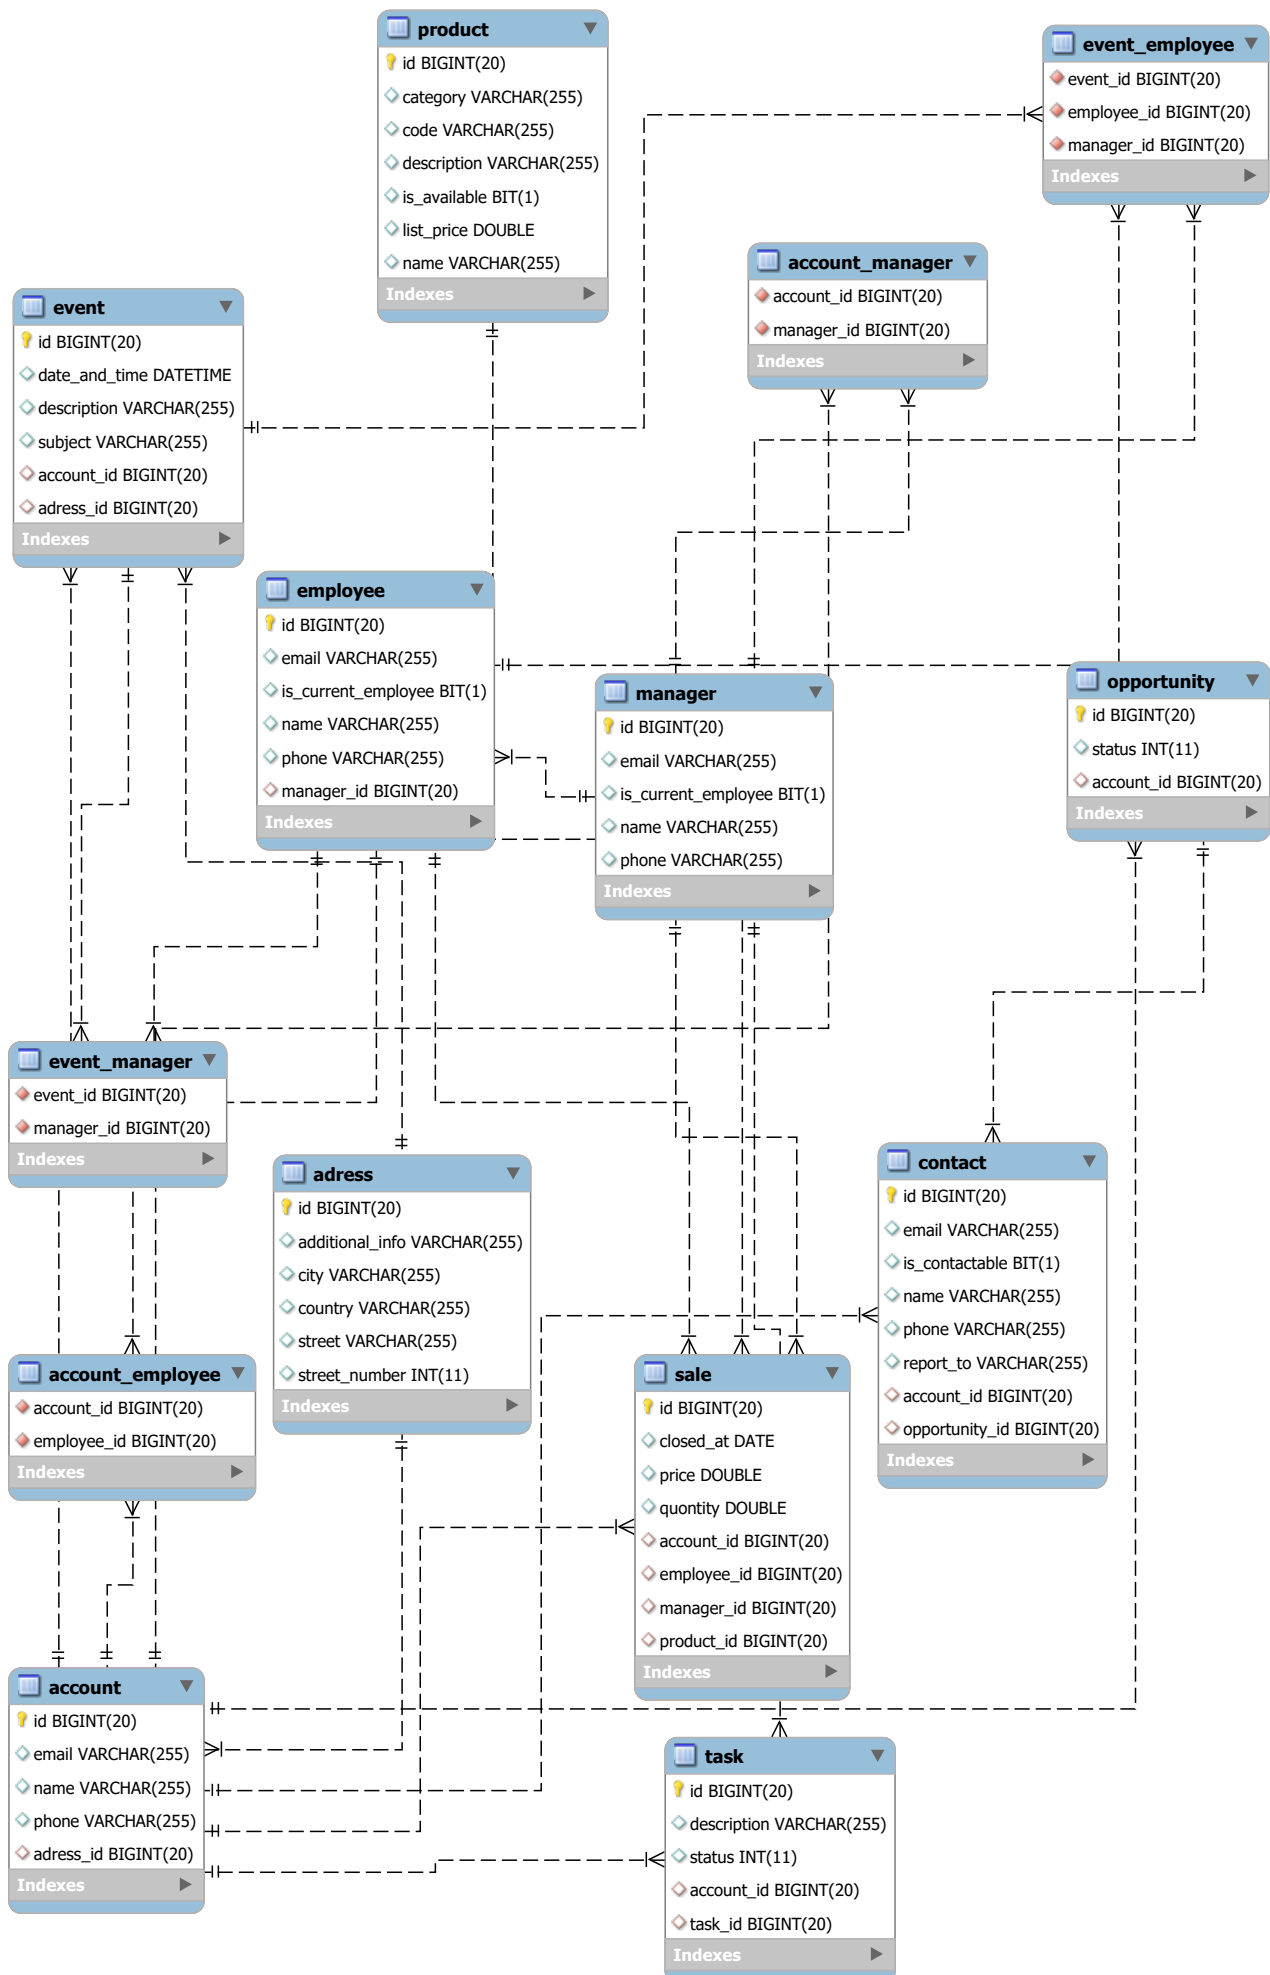 product
id BIGINT(20)
category VARCHAR(255)
code VARCHAR(255)
description VARCHAR(255)
is_available BIT(1)
list_price DOUBLE
name VARCHAR(255)
Indexes
event_employee
event_id BIGINT(20)
employee_id BIGINT(20)
manager_id BIGINT(20)
Indexes
account_manager
account_id BIGINT(20)
manager_id BIGINT(20)
Indexes
event
id BIGINT(20)
date_and_time DATETIME
description VARCHAR(255)
subject VARCHAR(255)
account_id BIGINT(20)
adress_id BIGINT(20)
Indexes
employee
id BIGINT(20)
email VARCHAR(255)
is_current_employee BIT(1)
name VARCHAR(255)
phone VARCHAR(255)
manager_id BIGINT(20)
Indexes
manager
id BIGINT(20)
email VARCHAR(255)
is_current_employee BIT(1)
name VARCHAR(255)
phone VARCHAR(255)
Indexes
opportunity
id BIGINT(20)
status INT(11)
account_id BIGINT(20)
Indexes
event_manager
event_id BIGINT(20)
manager_id BIGINT(20)
Indexes
adress
id BIGINT(20)
additional_info VARCHAR(255)
city VARCHAR(255)
country VARCHAR(255)
street VARCHAR(255)
street_number INT(11)
Indexes
contact
id BIGINT(20)
email VARCHAR(255)
is_contactable BIT(1)
name VARCHAR(255)
phone VARCHAR(255)
report_to VARCHAR(255)
account_id BIGINT(20)
opportunity_id BIGINT(20)
Indexes
account_employee
account_id BIGINT(20)
employee_id BIGINT(20)
Indexes
sale
id BIGINT(20)
closed_at DATE
price DOUBLE
quontity DOUBLE
account_id BIGINT(20)
employee_id BIGINT(20)
manager_id BIGINT(20)
product_id BIGINT(20)
Indexes
account
id BIGINT(20)
email VARCHAR(255)
name VARCHAR(255)
phone VARCHAR(255)
adress_id BIGINT(20)
Indexes
task
id BIGINT(20)
description VARCHAR(255)
status INT(11)
account_id BIGINT(20)
task_id BIGINT(20)
Indexes